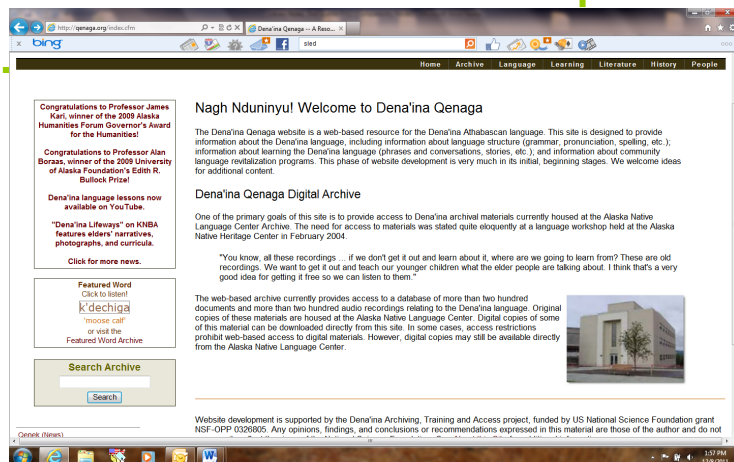 http://qenaga.org/index.cfm
Dena'ina Qenaga -- A Reso...
x bing
sled
Home Archive Language Learning Literature History People
Congratulations to Professor James
Kari, winner of the 2009 Alaska
Humanities Forum Governor's Award
for the Humanities!
Congratulations to Professor Alan
Boraas, winner of the 2009 University
of Alaska Foundation's Edith R.
Bullock Prize!
Dena'ina language lessons now
available on YouTube.
"Dena'ina Lifeways" on KNBA
features elders' narratives,
photographs, and curricula.
Click for more news.
Featured Word
Click to listen!
k'dechiga
'moose calf'
or visit the
Featured Word Archive
Search Archive
Search
Qenek (News)
Nagh Nduninyu! Welcome to Dena'ina Qenaga
The Dena'ina Qenaga website is a web-based resource for the Dena'ina Athabascan language. This site is designed to provide
information about the Dena'ina language, including information about language structure (grammar, pronunciation, spelling, etc.);
information about learning the Dena'ina language (phrases and conversations, stories, etc.); and information about community
language revitalization programs. This phase of website development is very much in its initial, beginning stages. We welcome ideas
for additional content.
Dena'ina Qenaga Digital Archive
One of the primary goals of this site is to provide access to Dena'ina archival materials currently housed at the Alaska Native
Language Center Archive. The need for access to materials was stated quite eloquently at a language workshop held at the Alaska
Native Heritage Center in February 2004.
"You know, all these recordings ... if we don't get it out and learn about it, where are we going to learn from? These are old
recordings. We want to get it out and teach our younger children what the elder people are talking about. I think that's a very
good idea for getting it free so we can listen to them."
The web-based archive currently provides access to a database of more than two hundred
documents and more than two hundred audio recordings relating to the Dena'ina language. Original
copies of these materials are housed at the Alaska Native Language Center. Digital copies of some
of this material can be downloaded directly from this site. In some cases, access restrictions
prohibit web-based access to digital materials. However, digital copies may still be available directly
from the Alaska Native Language Center.
Website development is supported by the Dena'ina Archiving, Training and Access project, funded by US National Science Foundation grant
NSF-OPP 0326805. Any opinions, findings, and conclusions or recommendations expressed in this material are those of the author and do not
1:57 PM
12/8/2011